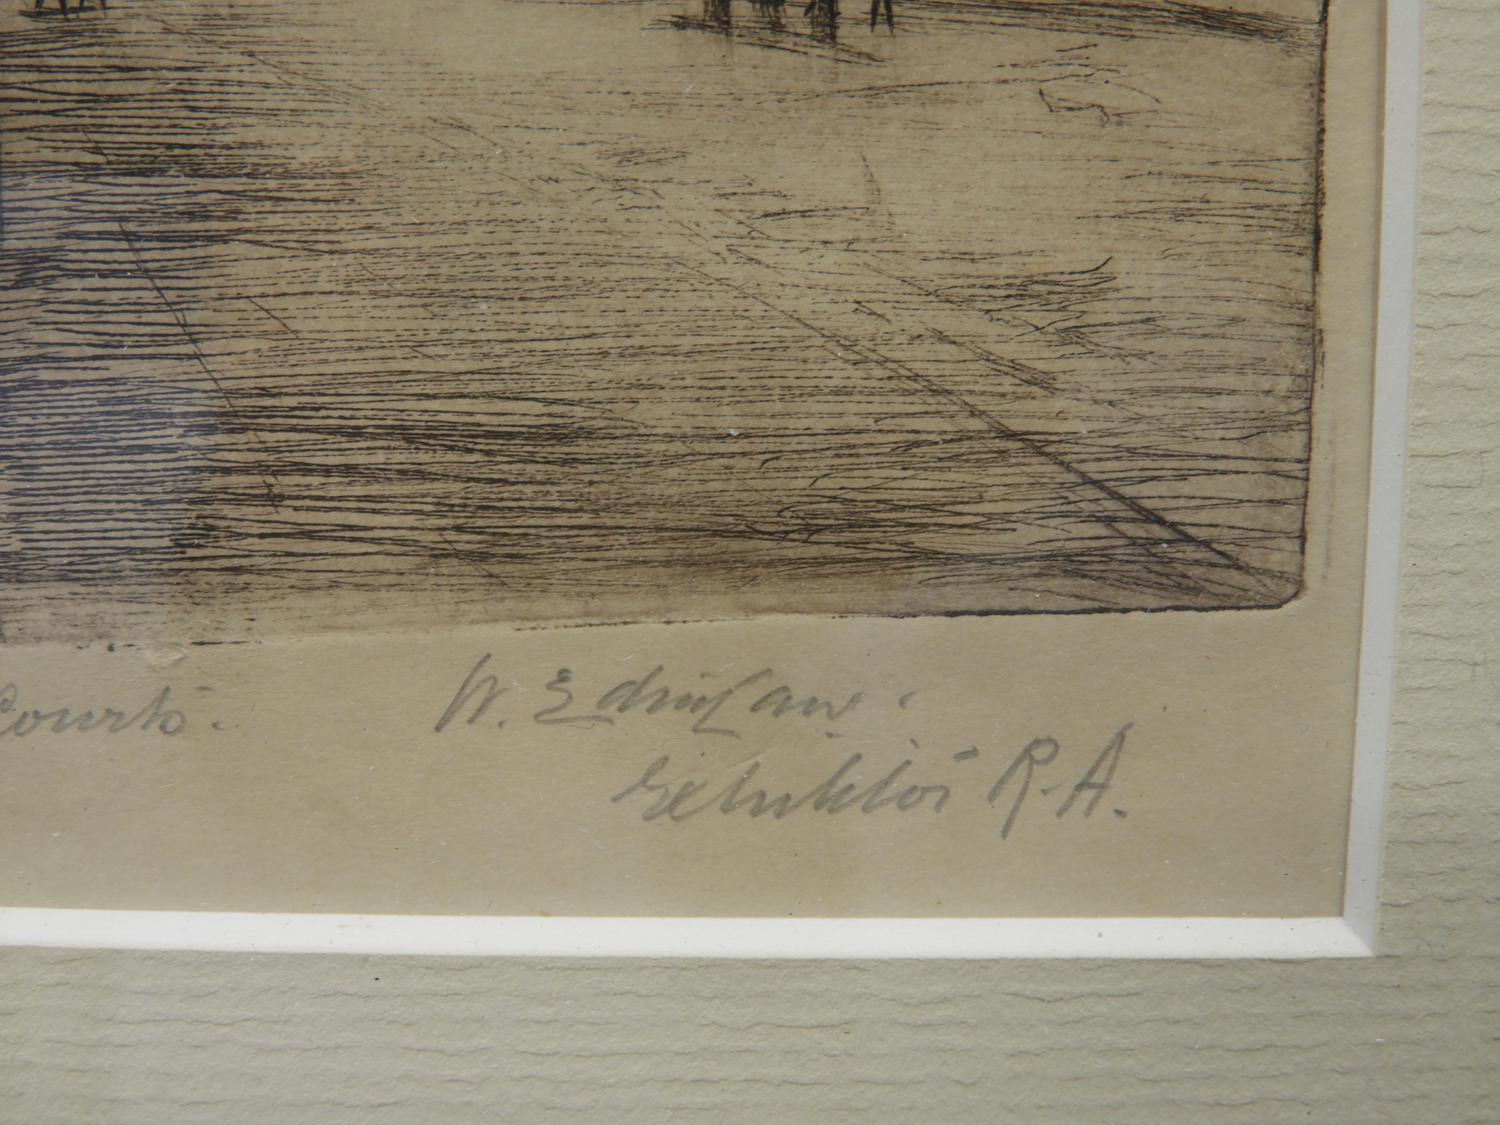 Courts.
W. Edwin Law.
Exhibitor R.A.